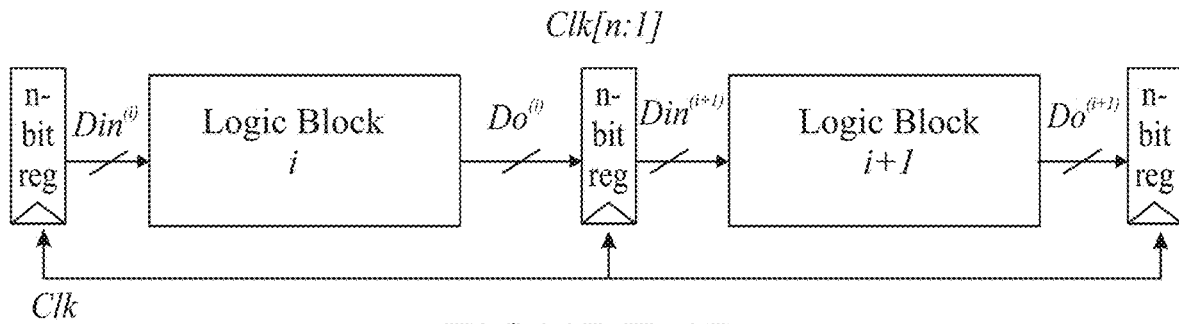 Clk[n:1]
n-bit reg
Din(i)
Logic Block
i
Do(i)
n-bit reg
Din(i+1)
Logic Block
i+1
Do(i+1)
n-bit reg
Clk